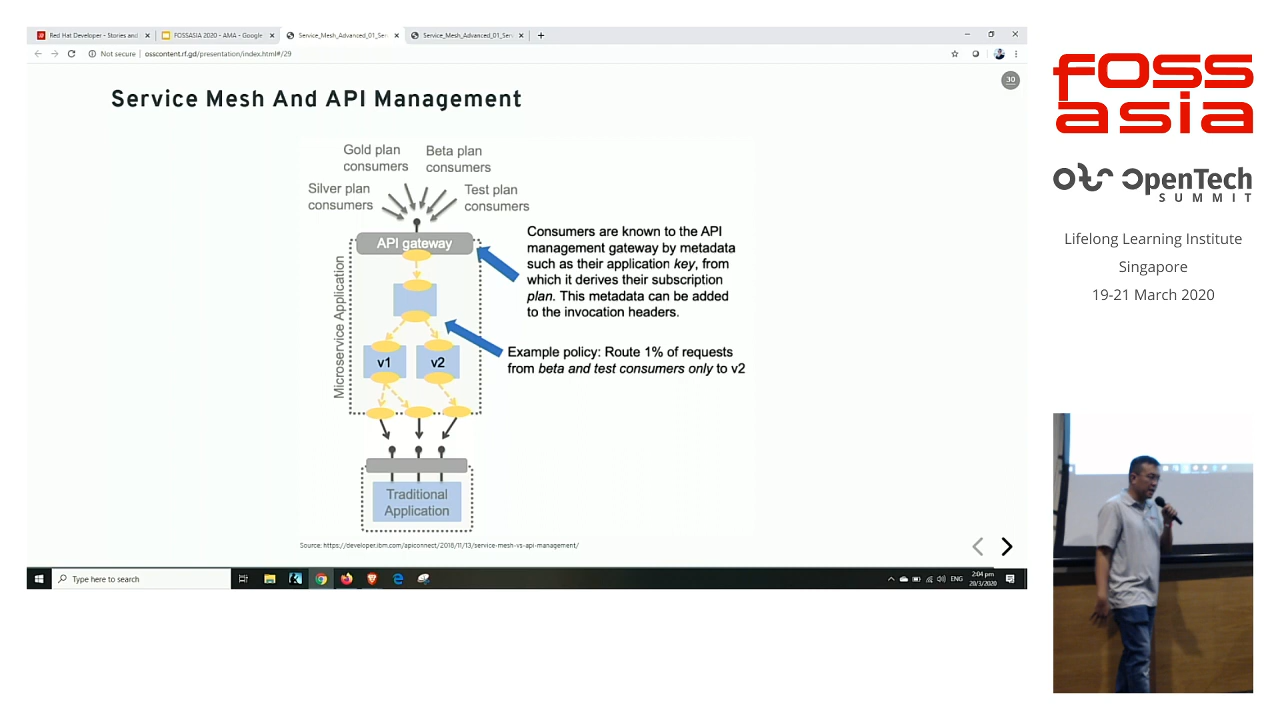 Red Hat Developer - Stories and
FOSSASIA 2020 - AMA - Google
Service_Mesh_Advanced_01_Ser
Service_Mesh_Advanced_01_Serv
Not secure
osscontent.rf.gd/presentation/index.html#/29
30
Service Mesh And API Management
Gold plan
consumers
Beta plan
consumers
Silver plan
consumers
Test plan
consumers
API gateway
Microservice Application
Consumers are known to the API
management gateway by metadata
such as their application key, from
which it derives their subscription
plan. This metadata can be added
to the invocation headers.
Example policy: Route 1% of requests
from beta and test consumers only to v2
v1
v2
Traditional
Application
Source: https://developer.ibm.com/apiconnect/2018/11/13/service-mesh-vs-api-management/
Type here to search
ENG
2:04 pm
20/3/2020
FOSS
asia
OpenTech
SUMMIT
Lifelong Learning Institute
Singapore
19-21 March 2020